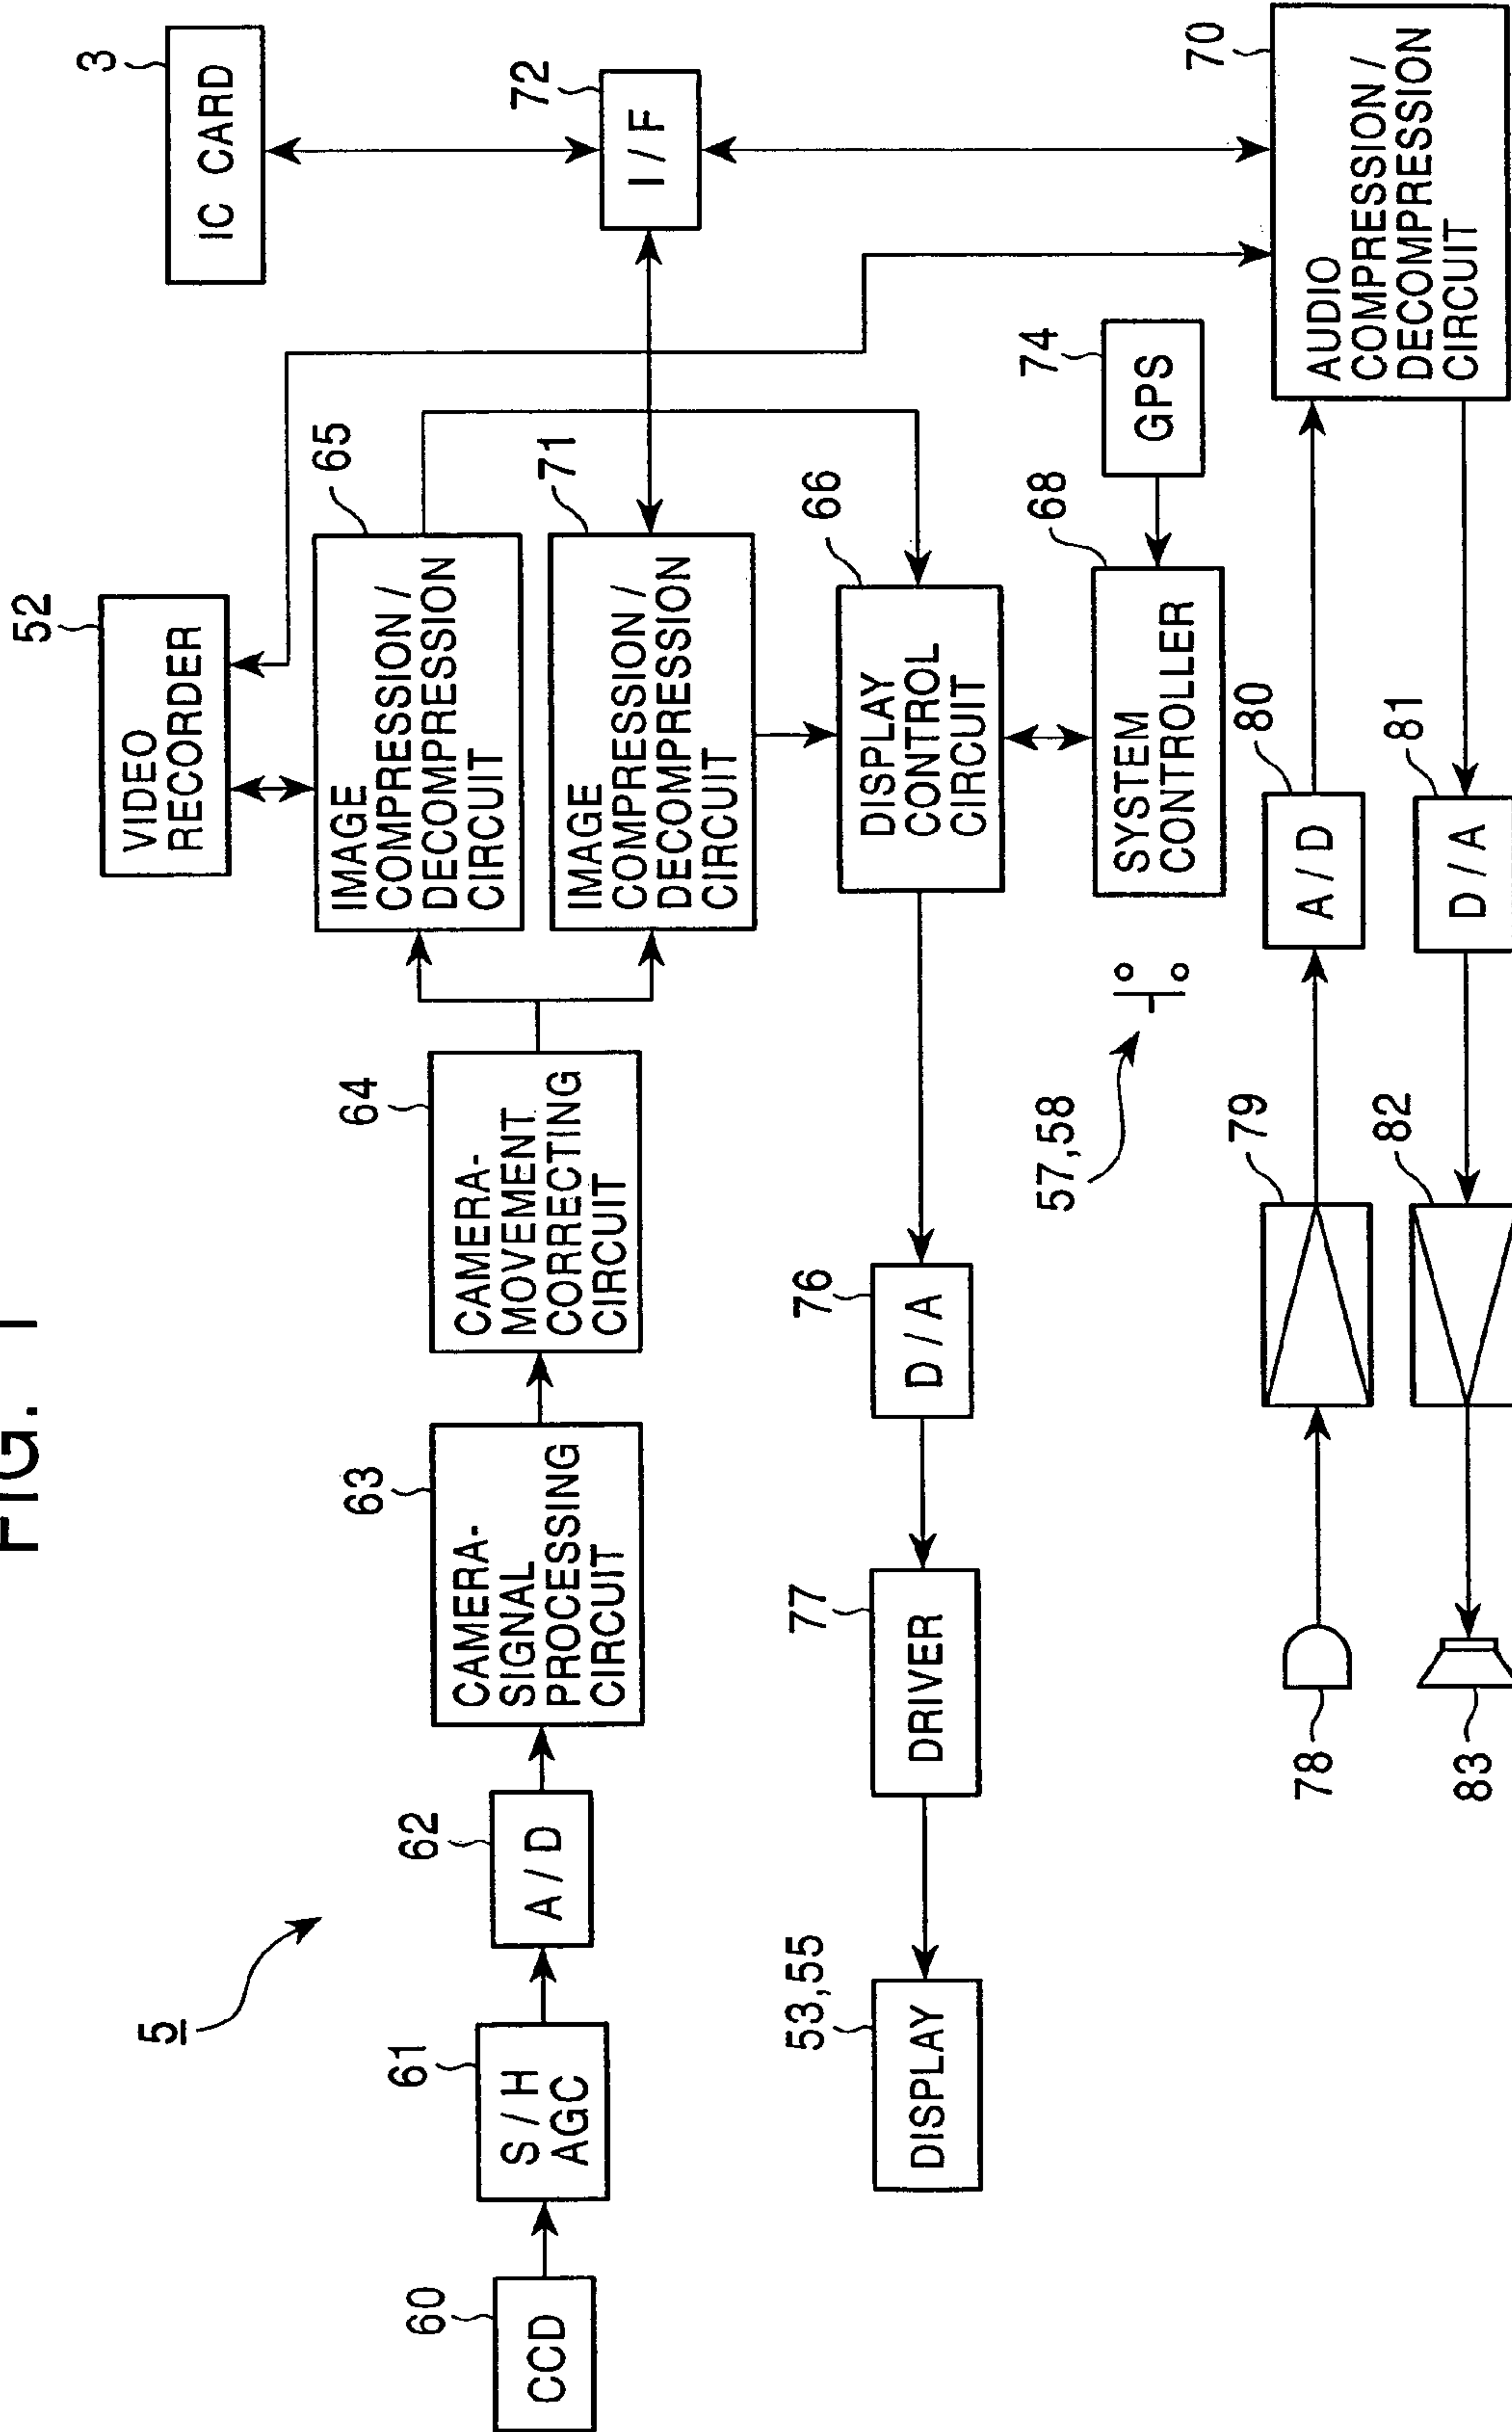 FIG.
52
3
VIDEO
RECORDER
IC CARD
5
60
61
62
63
64
65
CCD
S/H
AGC
A/D
CAMERA-
SIGNAL
PROCESSING
CIRCUIT
CAMERA-
MOVEMENT
CORRECTING
CIRCUIT
IMAGE
COMPRESSION/
DECOMPRESSION
CIRCUIT
71
72
IMAGE
COMPRESSION/
DECOMPRESSION
CIRCUIT
I/F
53,55
77
76
66
DISPLAY
DRIVER
D/A
DISPLAY
CONTROL
CIRCUIT
57,58
68
74
SYSTEM
CONTROLLER
GPS
78
79
80
70
A/D
AUDIO
COMPRESSION/
DECOMPRESSION
CIRCUIT
83
82
81
D/A